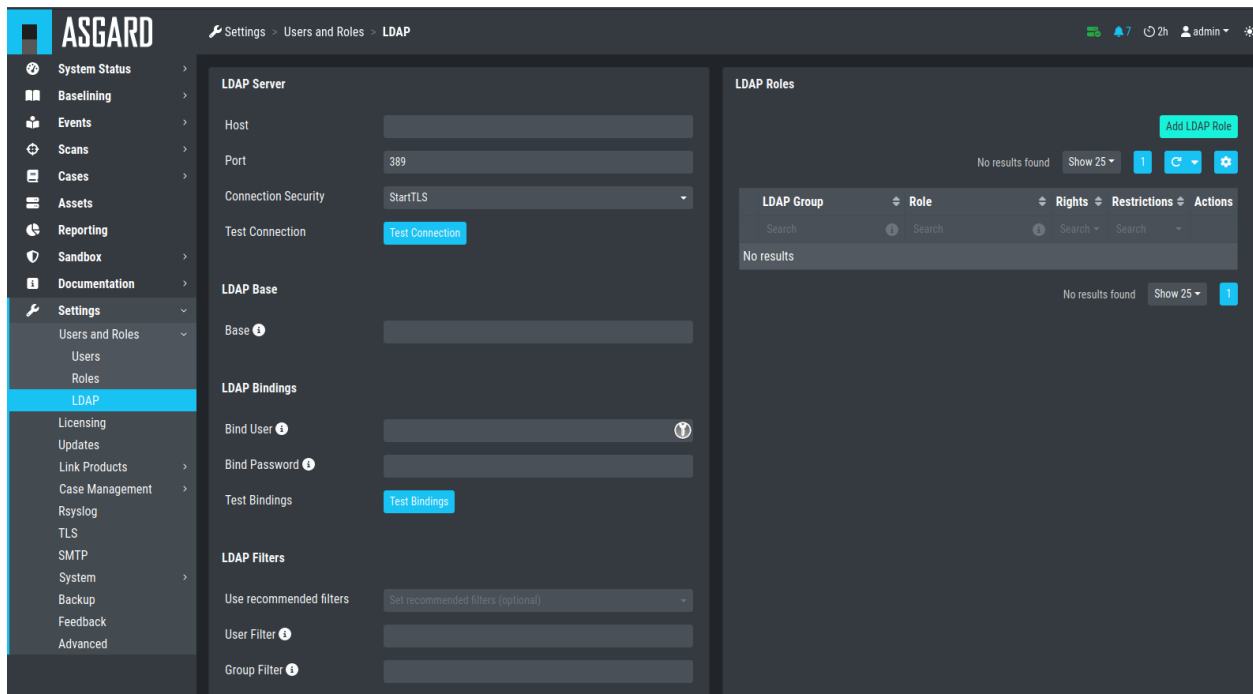 ASGARD
Settings > Users and Roles > LDAP
7 2h admin
System Status
Baselining
Events
Scans
Cases
Assets
Reporting
Sandbox
Documentation
Settings
Users and Roles
Users
Roles
LDAP
Licensing
Updates
Link Products
Case Management
Rsyslog
TLS
SMTP
System
Backup
Feedback
Advanced
LDAP Server
Host
Port 389
Connection Security StartTLS
Test Connection Test Connection
LDAP Base
Base
LDAP Bindings
Bind User
Bind Password
Test Bindings Test Bindings
LDAP Filters
Use recommended filters Set recommended filters (optional)
User Filter
Group Filter
LDAP Roles
Add LDAP Role
No results found Show 25 1
LDAP Group Role Rights Restrictions Actions
Search Search Search Search
No results
No results found Show 25 1